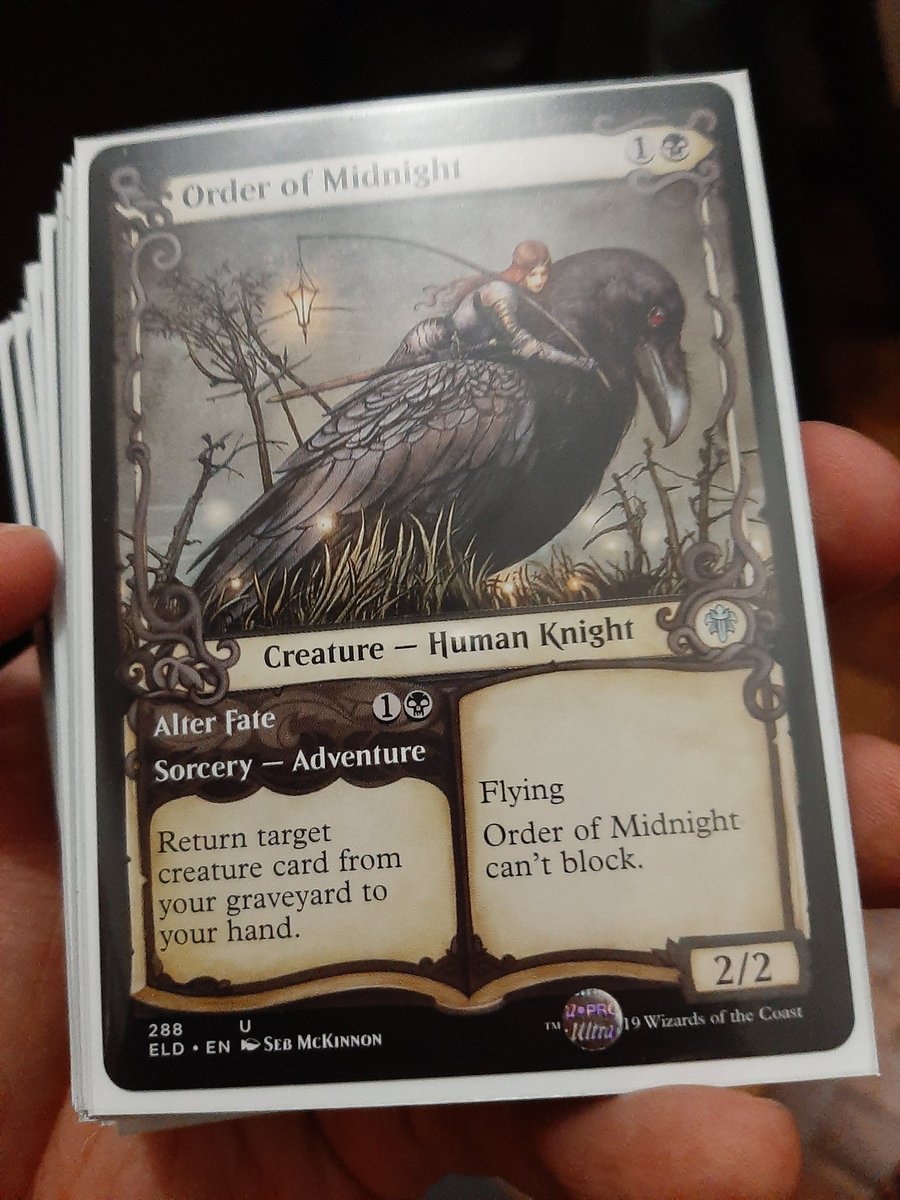 Order of Midnight 1
Creature — Human Knight
Alter Fate 1
Sorcery — Adventure
Return target
creature card from
your graveyard to
your hand.
Flying
Order of Midnight
can't block.
2/2
288 U
ELD • EN SEB MCKINNON
™ 19 Wizards of the Coast
Ultra